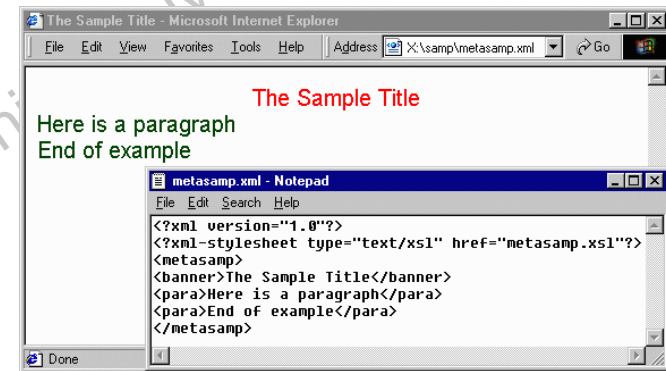 The Sample Title - Microsoft Internet Explorer
File Edit View Favorites Tools Help Address X:\samp\metasamp.xml Go
The Sample Title
Here is a paragraph
End of example
metasamp.xml - Notepad
File Edit Search Help
<?xml version="1.0"?>
<?xml-stylesheet type="text/xsl" href="metasamp.xsl"?>
<metasamp>
<banner>The Sample Title</banner>
<para>Here is a paragraph</para>
<para>End of example</para>
</metasamp>
Done